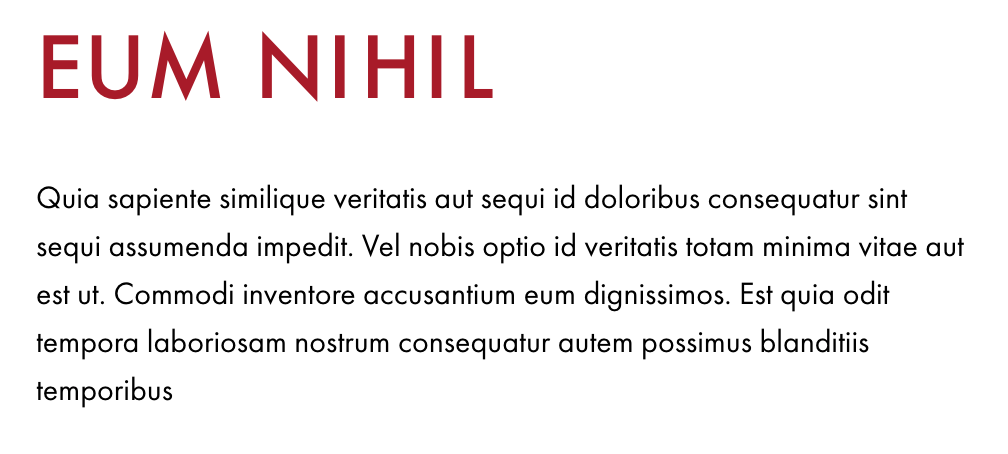 EUM NIHIL
Quia sapiente similique veritatis aut sequi id doloribus consequatur sint
sequi assumenda impedit. Vel nobis optio id veritatis totam minima vitae aut
est ut. Commodi inventore accusantium eum dignissimos. Est quia odit
tempora laboriosam nostrum consequatur autem possimus blanditiis
temporibus